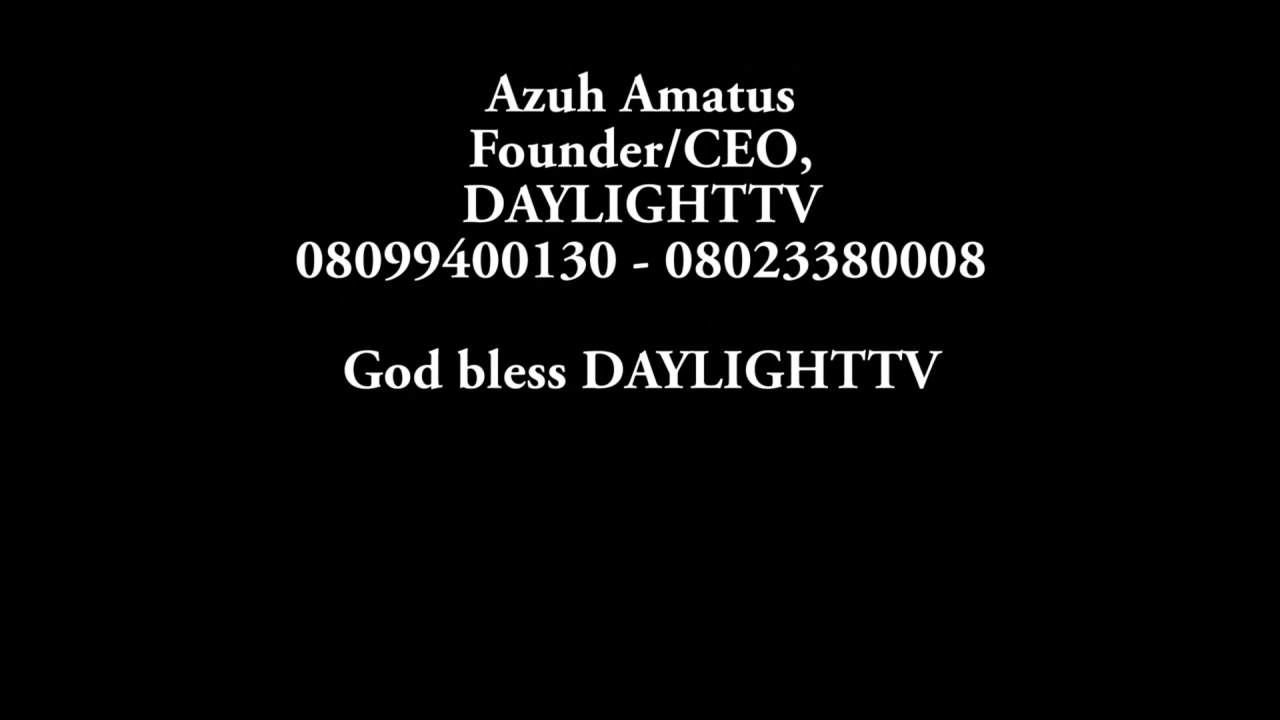 Azuh Amatus
Founder/CEO,
DAYLIGHTTV
08099400130 - 08023380008
God bless DAYLIGHTTV